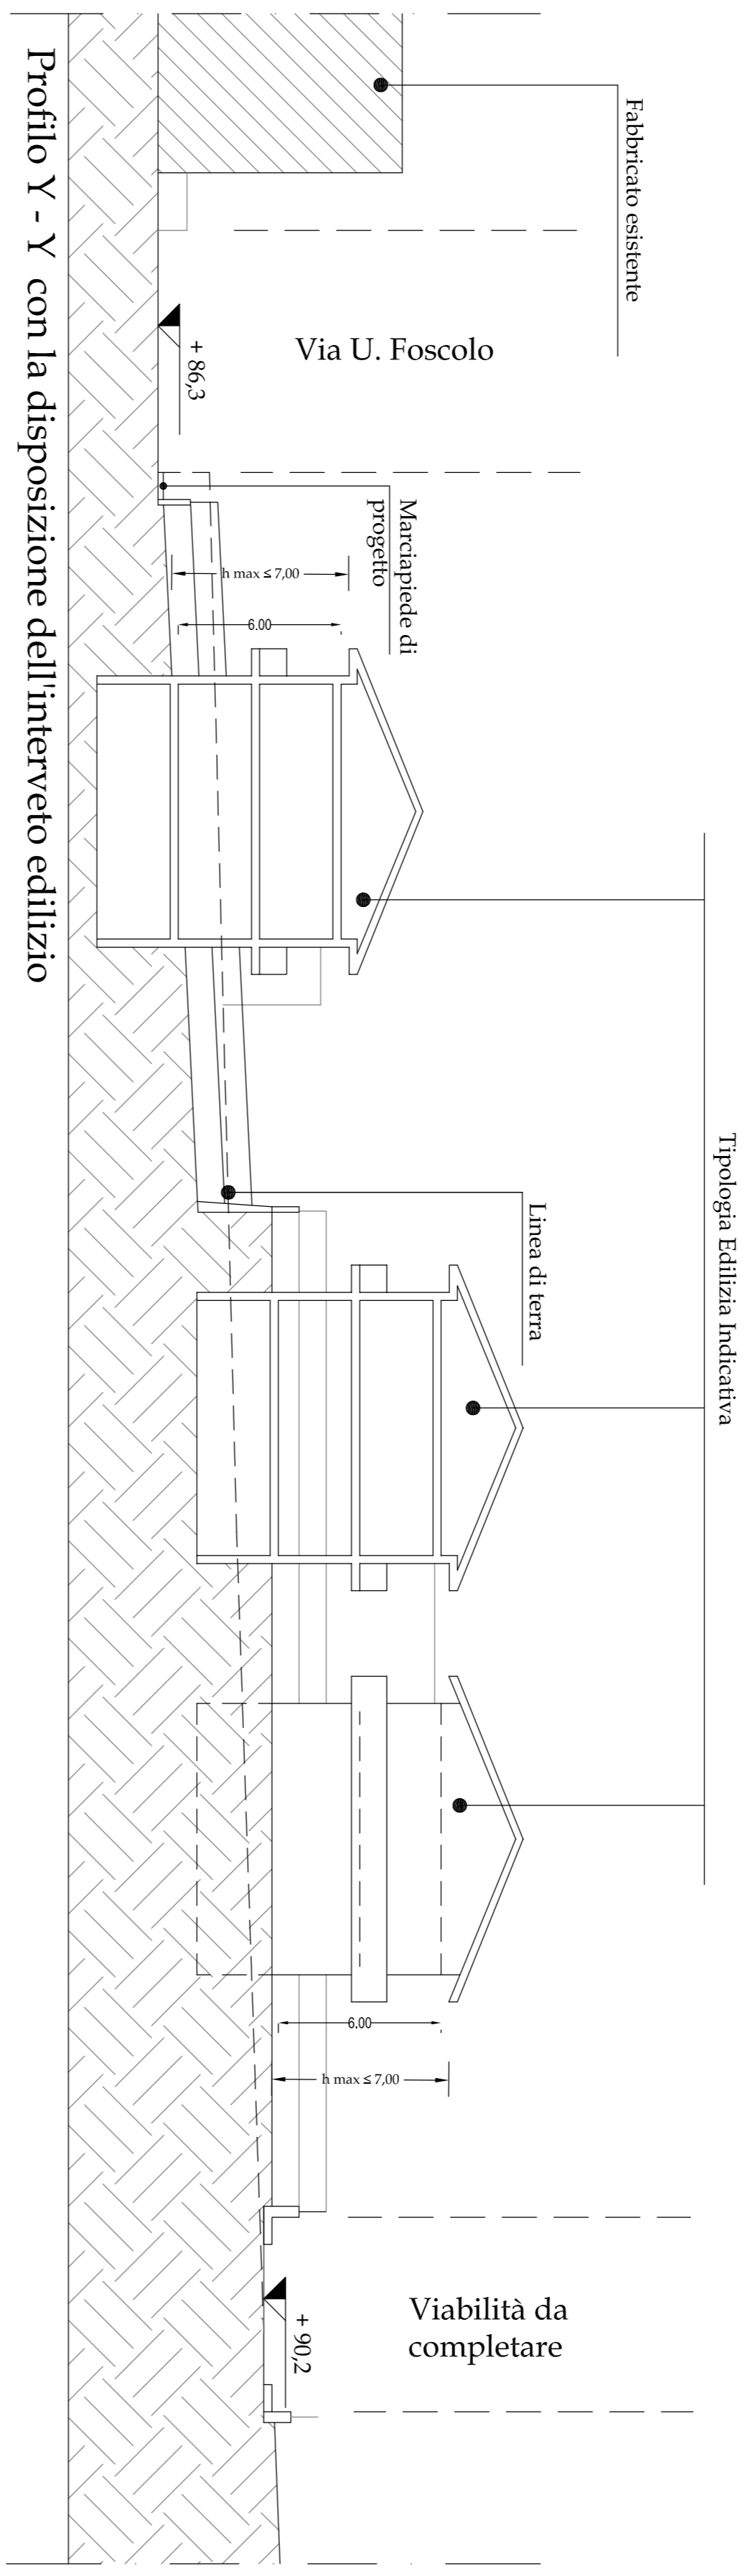 Fabbricato esistente
Via U. Foscolo
+ 86,3
Marciapiede di
progetto
h max ≤ 7,00
6.00
Tipologia Edilizia Indicativa
Linea di terra
6.00
h max ≤ 7,00
Viabilità da
completare
+ 90,2
Profilo Y - Y con la disposizione dell'interveto edilizio